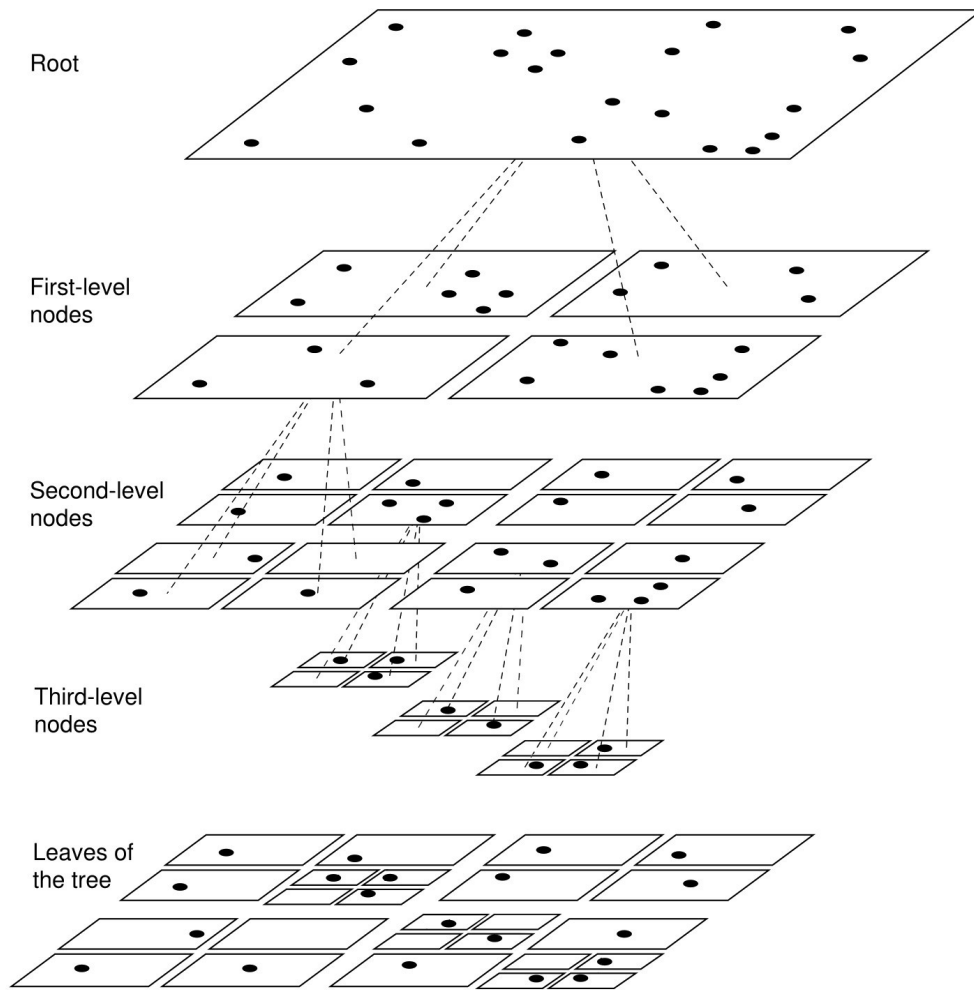 Root
First-level
nodes
Second-level
nodes
Third-level
nodes
Leaves of
the tree